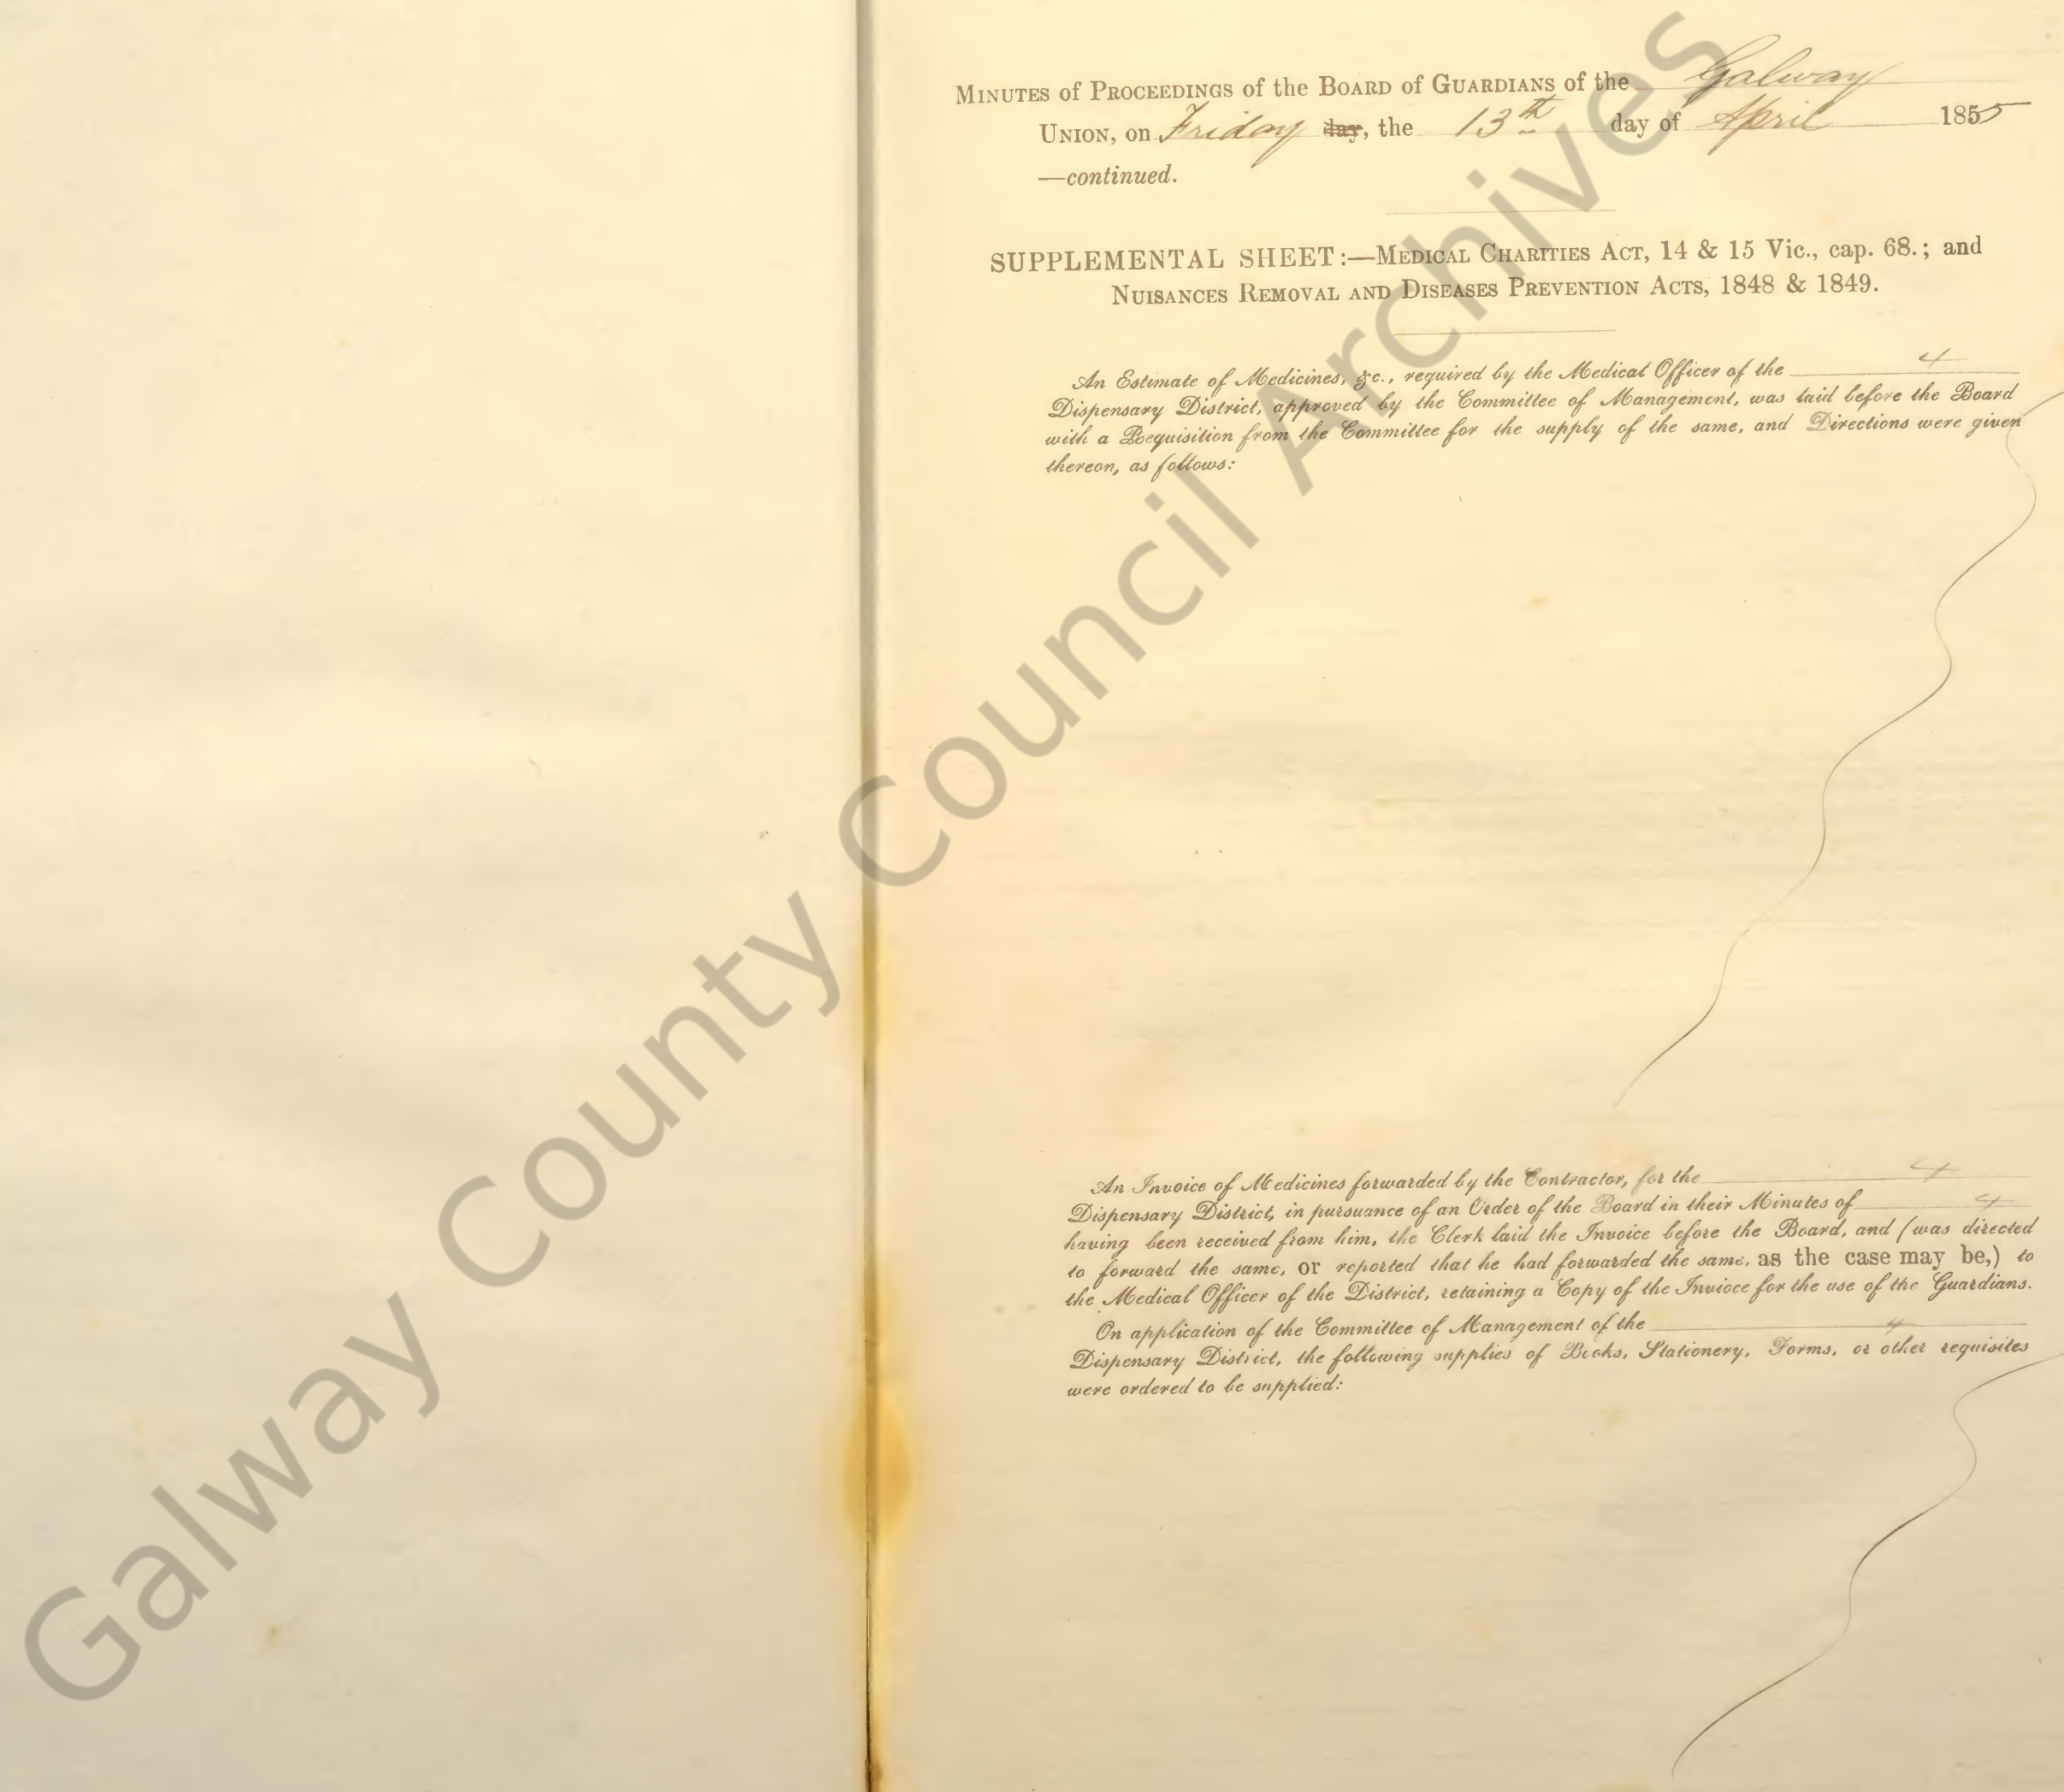 MINUTES of PROCEEDINGS of the BOARD of GUARDIANS of the Galway
UNION, on Friday day, the 13th day of April 1855
—continued.
SUPPLEMENTAL SHEET:—MEDICAL CHARITIES ACT, 14 & 15 Vic., cap. 68.; and
NUISANCES REMOVAL AND DISEASES PREVENTION ACTS, 1848 & 1849.
An Estimate of Medicines, &c., required by the Medical Officer of the 4
Dispensary District, approved by the Committee of Management, was laid before the Board
with a Requisition from the Committee for the supply of the same, and Directions were given
thereon, as follows:
An Invoice of Medicines forwarded by the Contractor, for the 4
Dispensary District, in pursuance of an Order of the Board in their Minutes of 4
having been received from him, the Clerk laid the Invoice before the Board, and (was directed
to forward the same, or reported that he had forwarded the same, as the case may be,) to
the Medical Officer of the District, retaining a Copy of the Invioce for the use of the Guardians.
On application of the Committee of Management of the 4
Dispensary District, the following supplies of Books, Stationery, Forms, or other requisites
were ordered to be supplied:
Galway County Council Archives